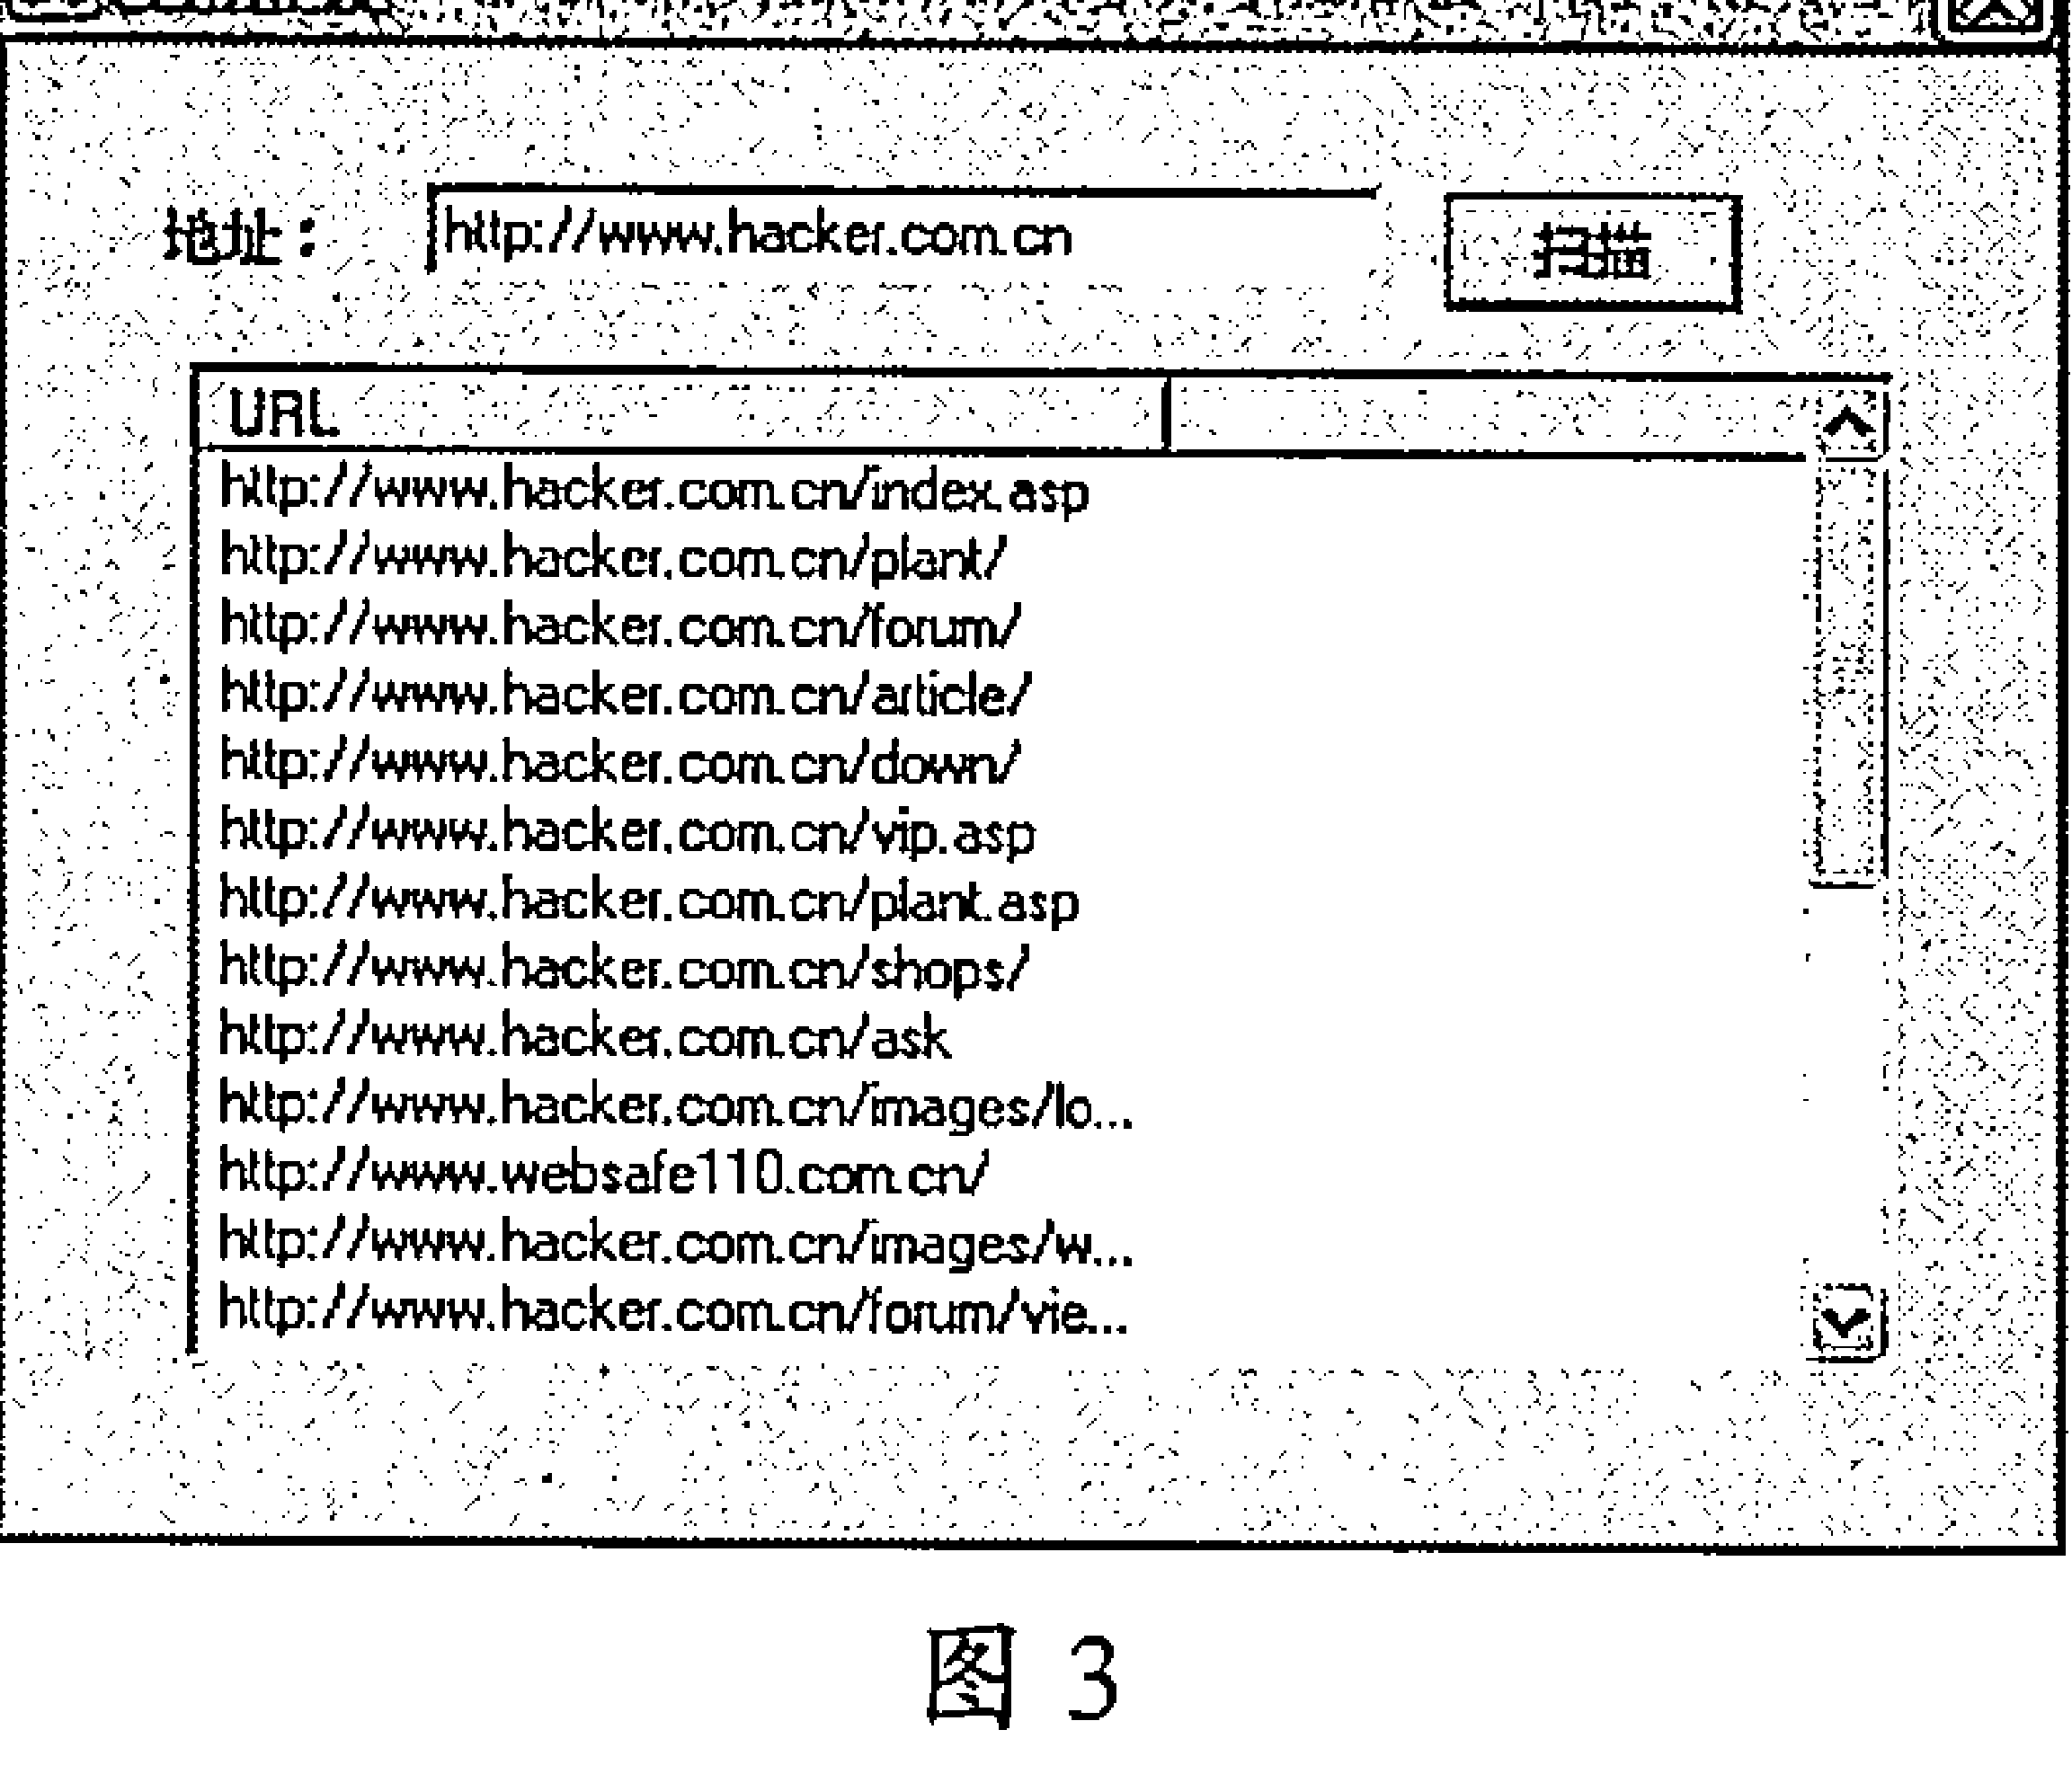 地址： http://www.hacker.com.cn 扫描
URL
http://www.hacker.com.cn/index.asp
http://www.hacker.com.cn/plant/
http://www.hacker.com.cn/forum/
http://www.hacker.com.cn/article/
http://www.hacker.com.cn/down/
http://www.hacker.com.cn/vip.asp
http://www.hacker.com.cn/plant.asp
http://www.hacker.com.cn/shops/
http://www.hacker.com.cn/ask
http://www.hacker.com.cn/images/lo...
http://www.websafe110.com.cn/
http://www.hacker.com.cn/images/w...
http://www.hacker.com.cn/forum/vie...
图 3